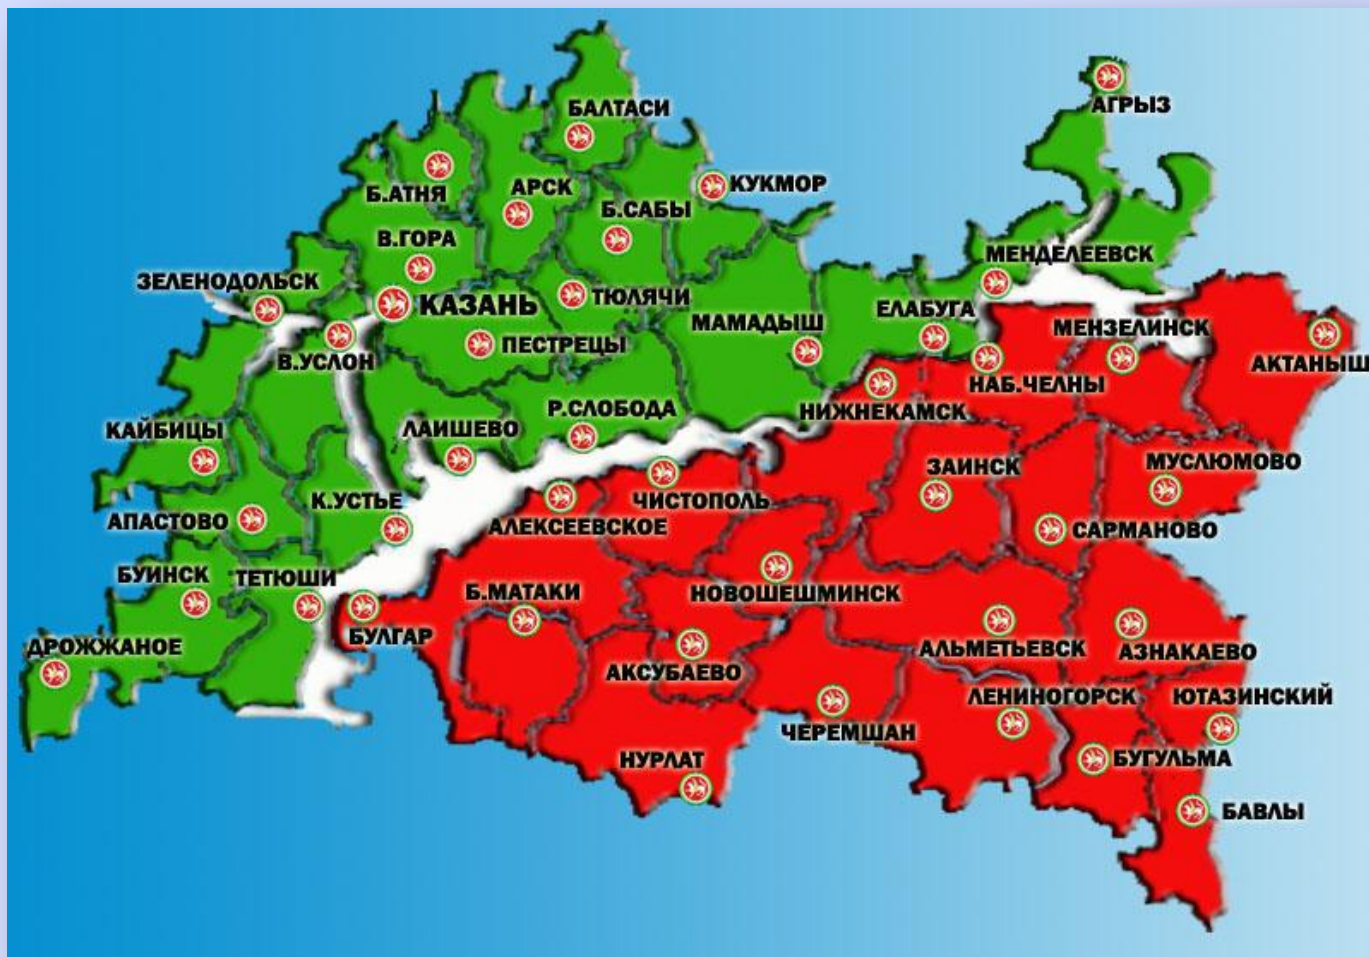 АГРЫЗ
БАЛТАСИ
КУКМОР
Б.АТНЯ
АРСК
Б.САБЫ
В.ГОРА
МЕНДЕЛЕЕВСК
ЗЕЛЕНОДОЛЬСК
КАЗАНЬ
ТЮЛЯЧИ
ЕЛАБУГА
МАМАДЫШ
МЕНЗЕЛИНСК
В.УСЛОН
ПЕСТРЕЦЫ
АКТАНЫШ
НАБ.ЧЕЛНЫ
НИЖНЕКАМСК
Р.СЛОБОДА
КАЙБИЦЫ
ЛАИШЕВО
МУСЛЮМОВО
ЗАИНСК
К.УСТЬЕ
ЧИСТОПОЛЬ
АПАСТОВО
АЛЕКСЕЕВСКОЕ
САРМАНОВО
БУИНСК
ТЕТЮШИ
Б.МАТАКИ
НОВОШЕШМИНСК
БУЛГАР
ДРОЖЖАНОЕ
АЛЬМЕТЬЕВСК
АЗНАКАЕВО
АКСУБАЕВО
ЛЕНИНОГОРСК
ЮТАЗИНСКИЙ
ЧЕРЕМШАН
НУРЛАТ
БУГУЛЬМА
БАВЛЫ